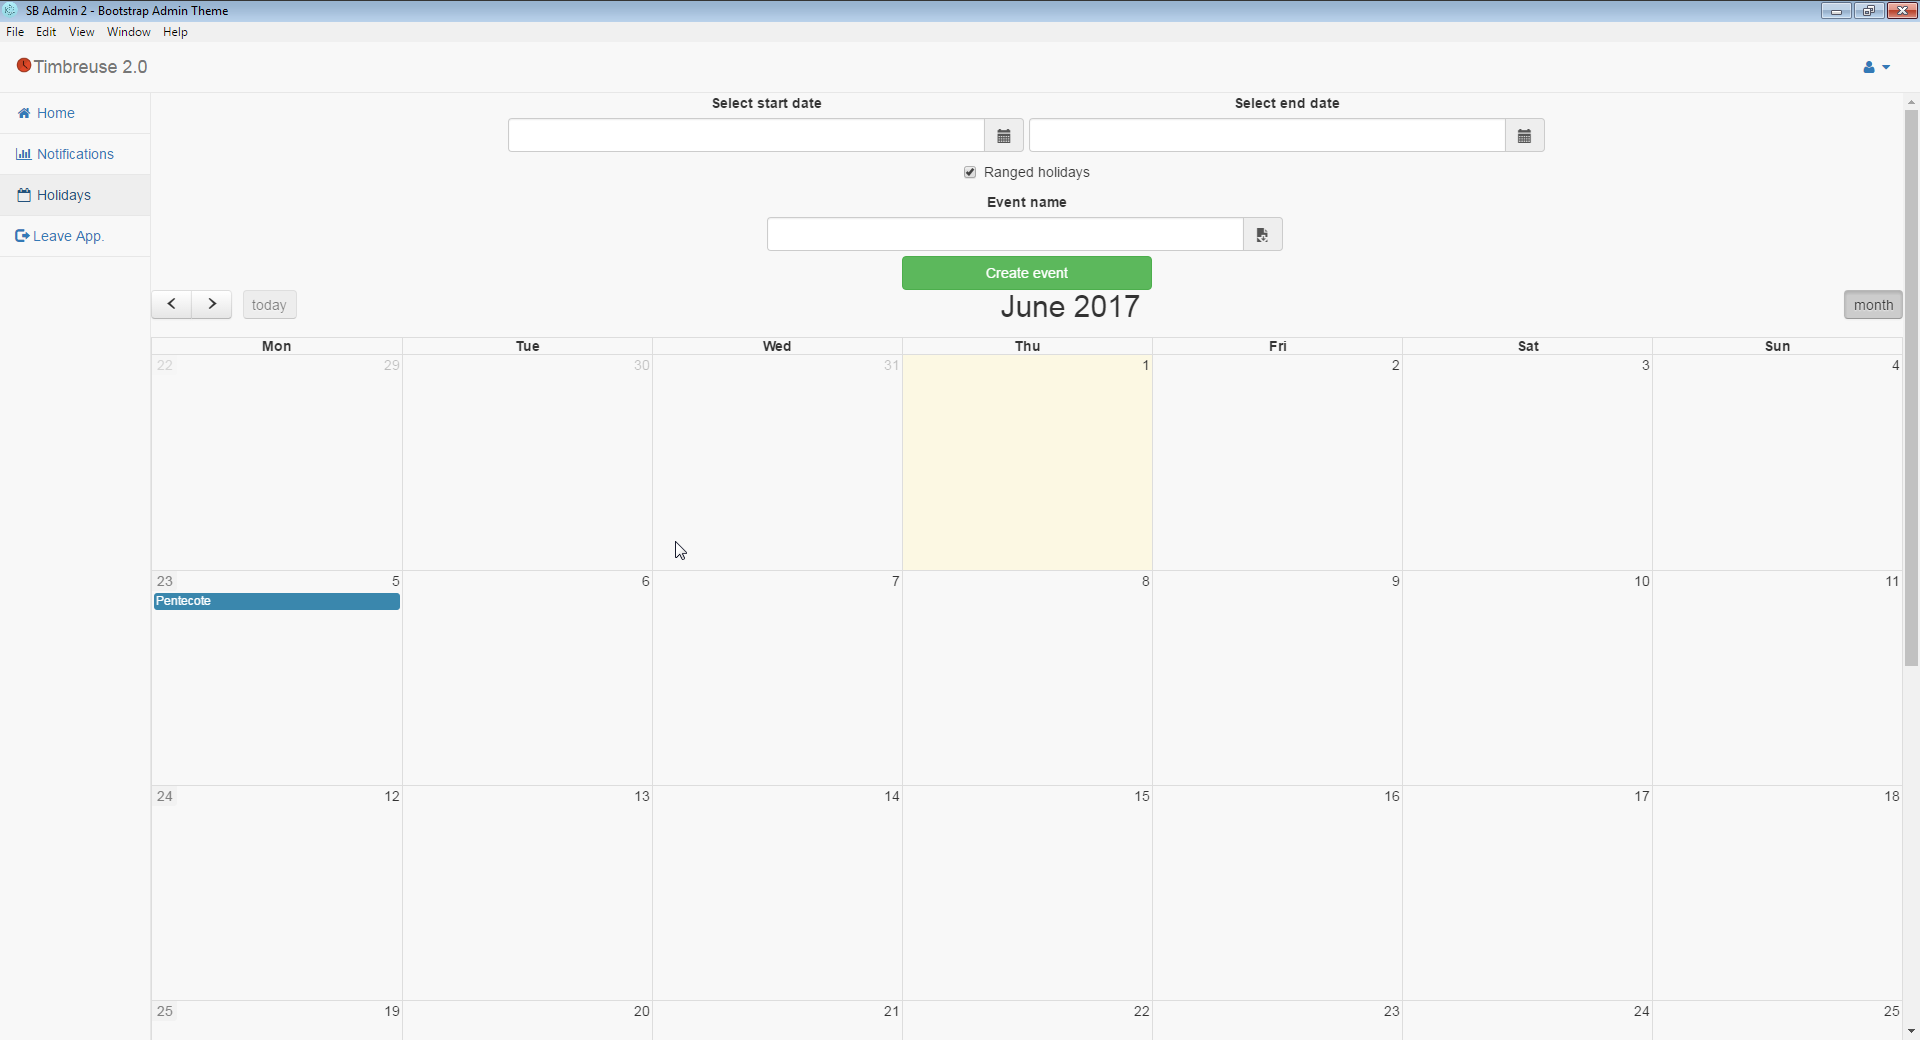 SB Admin 2 - Bootstrap Admin Theme
File Edit View Window Help
Timbreuse 2.0
Home
Notifications
Holidays
Leave App.
Select start date Select end date
Ranged holidays
Event name
Create event
today June 2017 month
Mon Tue Wed Thu Fri Sat Sun
22 29 30 31 1 2 3 4
23 5 6 7 8 9 10 11
Pentecote
24 12 13 14 15 16 17 18
25 19 20 21 22 23 24 25